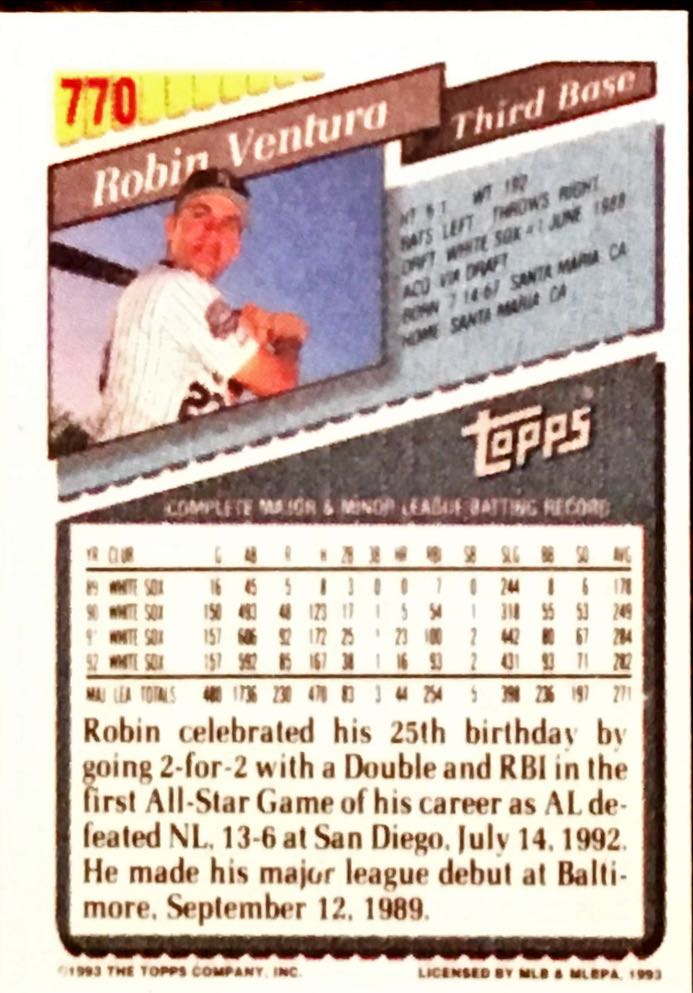 770
Robin Ventura
Third Base
HT 6 1 WT 192
BATS LEFT THROWS RIGHT
DRFT WHITE SOX #1 JUNE 1988
ACQ VIA DRAFT
BORN 7 14 67 SANTA MARIA CA
HOME SANTA MARIA CA
topps
COMPLETE MAJOR & MINOR LEAGUE BATTING RECORD
YR CLUB G AB R H 2B 3B HR RBI SB SLG BB SO AVG
89 WHITE SOX 16 45 5 8 3 0 0 7 0 244 8 6 178
90 WHITE SOX 150 493 48 123 17 1 5 54 1 318 55 53 249
91 WHITE SOX 157 606 92 172 25 1 23 100 2 442 80 67 284
92 WHITE SOX 157 592 85 167 38 1 16 93 2 431 93 71 282
MAJ LEA TOTALS 480 1736 230 470 83 3 44 254 5 398 236 197 271
Robin celebrated his 25th birthday by
going 2-for-2 with a Double and RBI in the
first All-Star Game of his career as AL de-
feated NL, 13-6 at San Diego, July 14, 1992.
He made his major league debut at Balti-
more, September 12, 1989.
©1993 THE TOPPS COMPANY, INC. LICENSED BY MLB & MLBPA, 1993